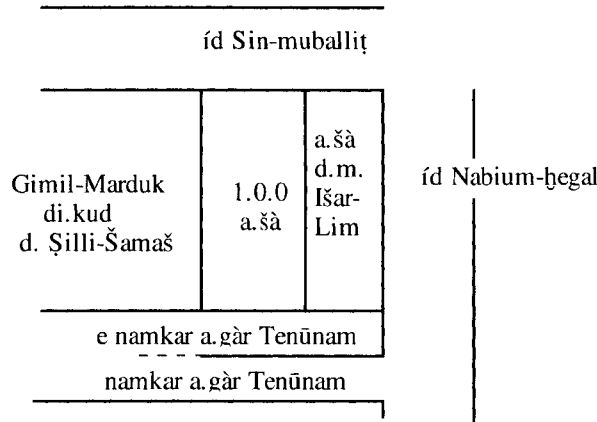 íd Sin-muballiṭ
Gimil-Marduk
di.kud
d. Ṣilli-Šamaš
1.0.0
a.šà
a.šà
d.m.
Išar-
Lim
íd Nabium-ḫegal
e namkar a.gàr Tenūnam
namkar a.gàr Tenūnam